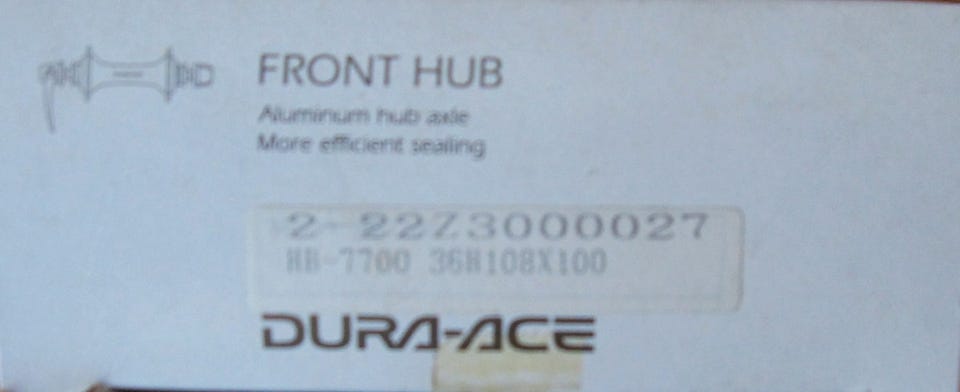 FRONT HUB
Aluminum hub axle
More efficient sealing
2-22Z3000027
HB-7700 36H108X100
DURA-ACE